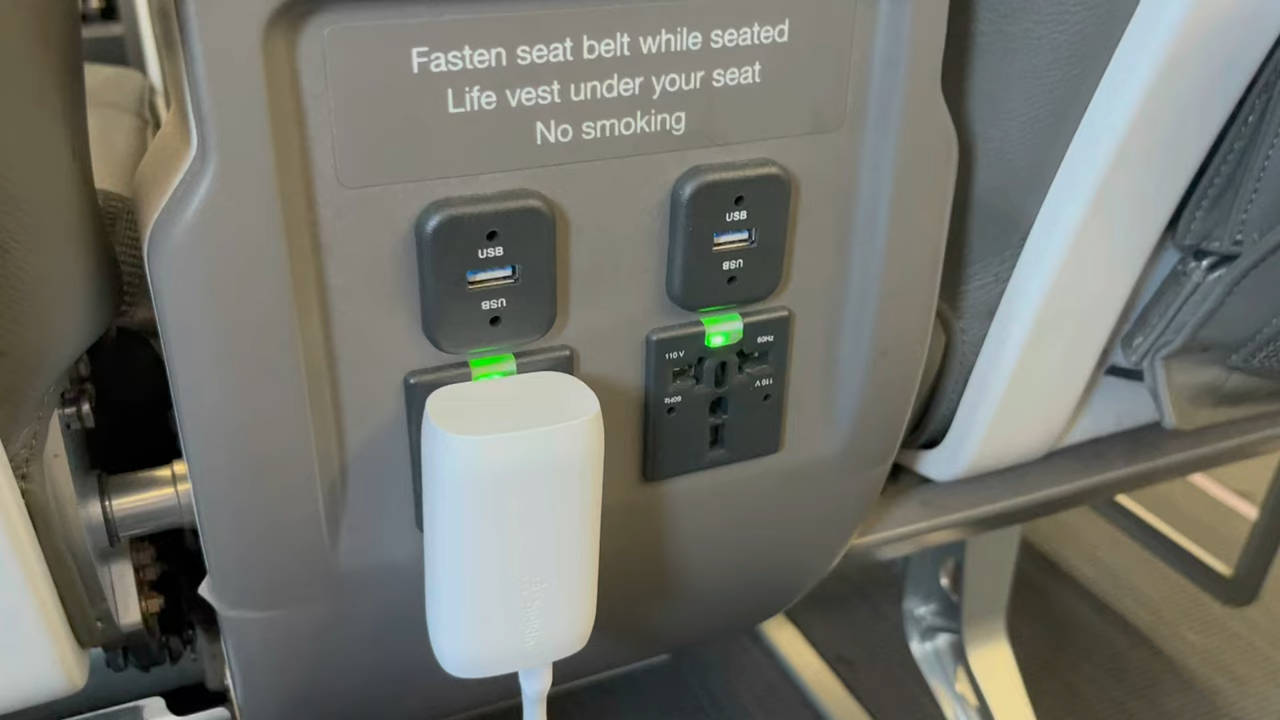 Fasten seat belt while seated
Life vest under your seat
No smoking
USB
USB
USB
USB
110 V
60Hz
110 V
60Hz